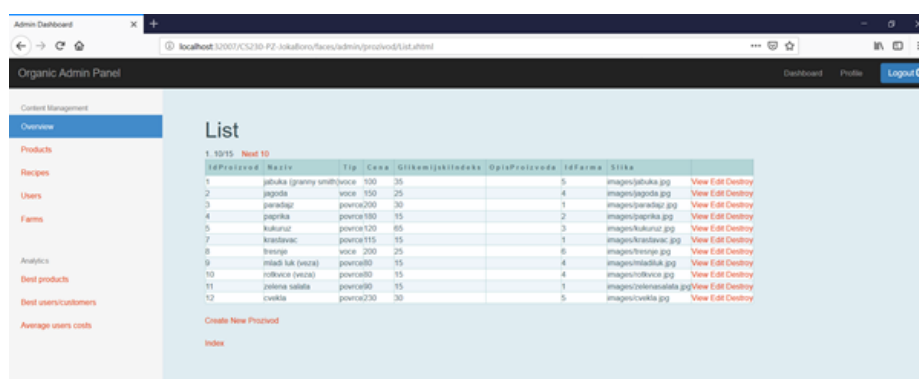 Admin Dashboard
localhost:32007/CS230-PZ-JokaBoro/faces/admin/prozivod/List.xhtml
Organic Admin Panel Dashboard Profile Logout
Content Management
Overview
Products
Recipes
Users
Farms
Analytics
Best products
Best users/customers
Average users costs
List
1..10/15 Next 10
IdProizvod Naziv Tip Cena GlikemijskiIndeks OpisProizvoda IdFarma Slika
1 jabuka (granny smith) voce 100 35 5 images/jabuka.jpg View Edit Destroy
2 jagoda voce 150 25 4 images/jagoda.jpg View Edit Destroy
3 paradajz povrce 200 30 1 images/paradajz.jpg View Edit Destroy
4 paprika povrce 180 15 2 images/paprika.jpg View Edit Destroy
5 kukuruz povrce 120 65 3 images/kukuruz.jpg View Edit Destroy
7 krastavac povrce 115 15 1 images/krastavac.jpg View Edit Destroy
8 tresnje voce 200 25 6 images/tresnje.jpg View Edit Destroy
9 mladi luk (veza) povrce 80 15 4 images/mladiluk.jpg View Edit Destroy
10 rotkvice (veza) povrce 80 15 4 images/rotkvice.jpg View Edit Destroy
11 zelena salata povrce 90 15 1 images/zelenasalata.jpg View Edit Destroy
12 cvekla povrce 230 30 5 images/cvekla.jpg View Edit Destroy
Create New Prozivod
Index